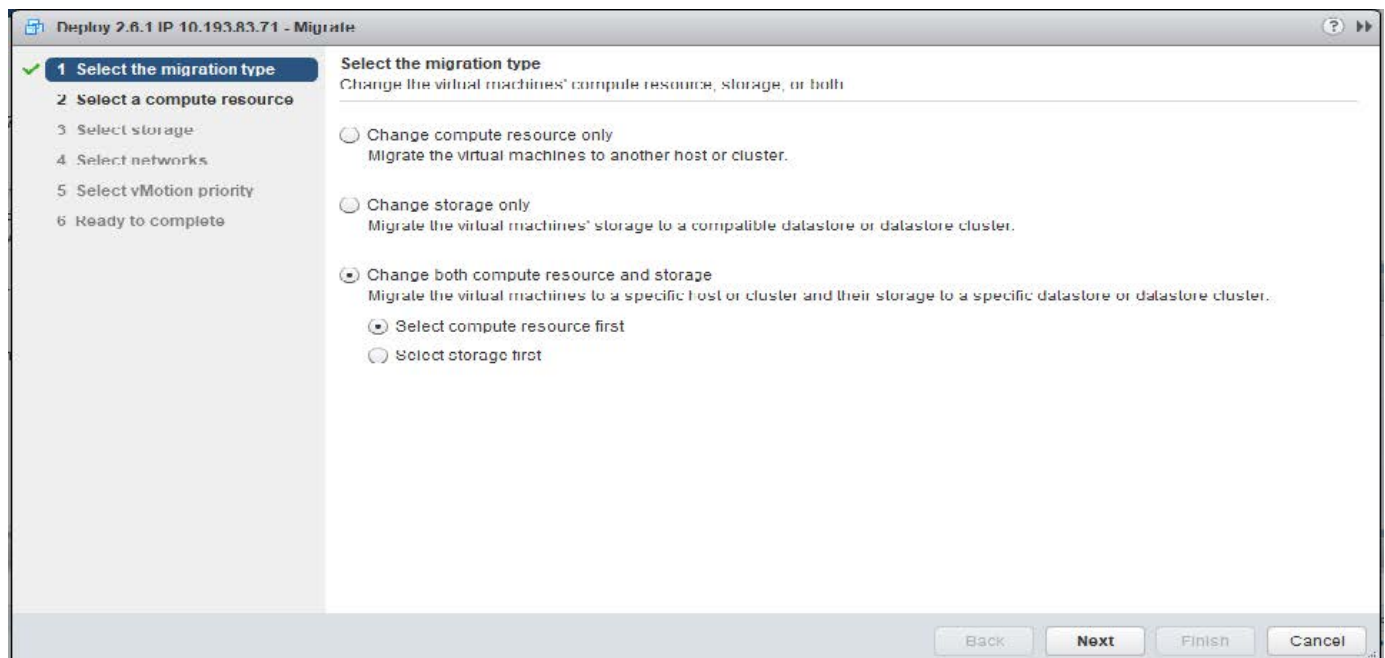 Deploy 2.6.1 IP 10.193.83.71 - Migrate
1 Select the migration type
2 Select a compute resource
3 Select storage
4 Select networks
5 Select vMotion priority
6 Ready to complete
Select the migration type
Change the virtual machines' compute resource, storage, or both
Change compute resource only
Migrate the virtual machines to another host or cluster.
Change storage only
Migrate the virtual machines' storage to a compatible datastore or datastore cluster.
Change both compute resource and storage
Migrate the virtual machines to a specific host or cluster and their storage to a specific datastore or datastore cluster.
Select compute resource first
Select storage first
Back Next Finish Cancel